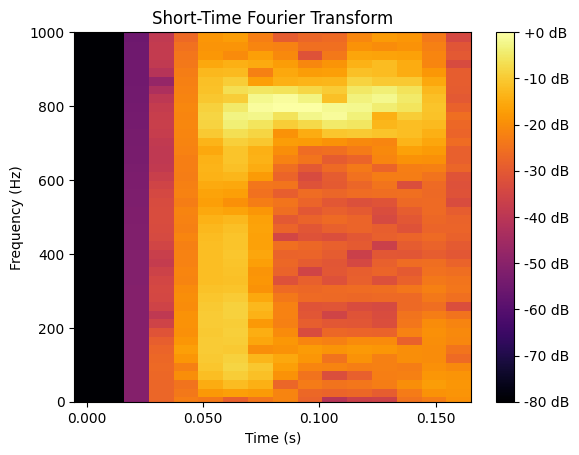 Short-Time Fourier Transform
1000
800
600
400
200
0
Frequency (Hz)
0.000
0.050
0.100
0.150
Time (s)
+0 dB
-10 dB
-20 dB
-30 dB
-40 dB
-50 dB
-60 dB
-70 dB
-80 dB